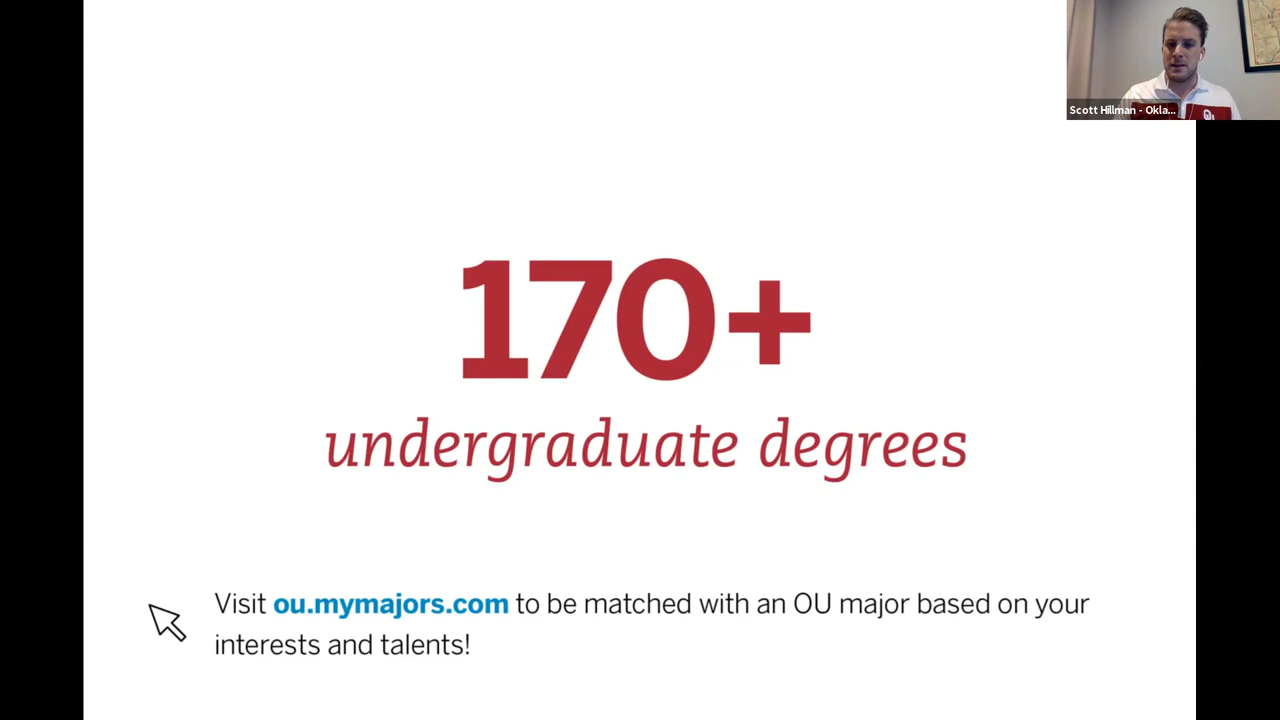 Scott Hillman - Okla...
OU
170+
undergraduate degrees
Visit ou.mymajors.com to be matched with an OU major based on your
interests and talents!